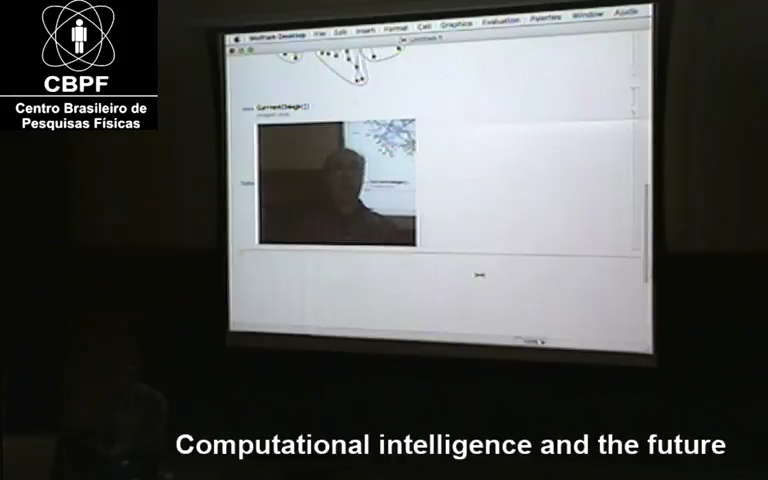 CBPF
Centro Brasileiro de
Pesquisas Físicas
Wolfram Desktop File Edit Insert Format Cell Graphics Evaluation Palettes Window
CurrentImage[]
Computational intelligence and the future